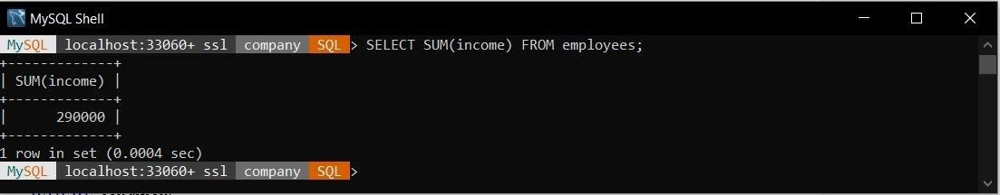 MySQL Shell
MySQL localhost:33060+ ssl company SQL > SELECT SUM(income) FROM employees;
+-------------+
| SUM(income) |
+-------------+
|      290000 |
+-------------+
1 row in set (0.0004 sec)
MySQL localhost:33060+ ssl company SQL >